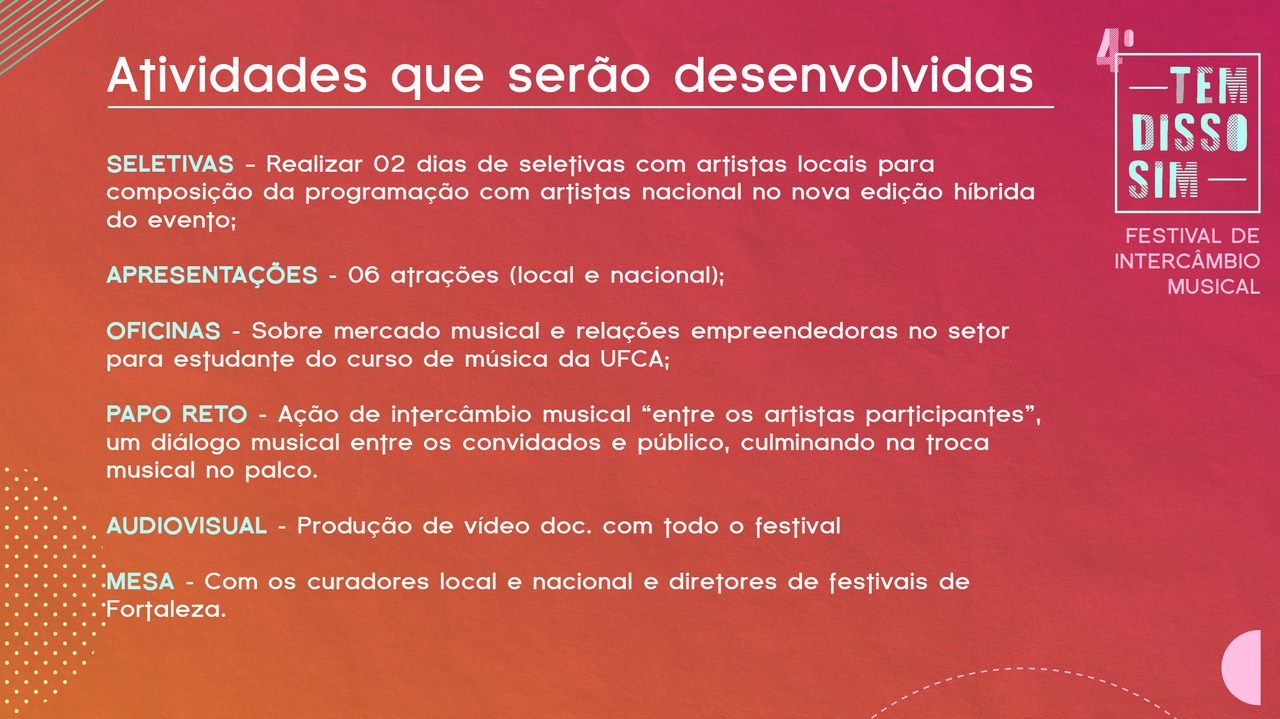 Atividades que serão desenvolvidas
SELETIVAS - Realizar 02 dias de seletivas com artistas locais para
composição da programação com artistas nacional no nova edição híbrida
do evento;
APRESENTAÇÕES - 06 atrações (local e nacional);
OFICINAS - Sobre mercado musical e relações empreendedoras no setor
para estudante do curso de música da UFCA;
PAPO RETO - Ação de intercâmbio musical “entre os artistas participantes”,
um diálogo musical entre os convidados e público, culminando na troca
musical no palco.
AUDIOVISUAL - Produção de vídeo doc. com todo o festival
MESA - Com os curadores local e nacional e diretores de festivais de
Fortaleza.
4º
TEM
DISSO
SIM
FESTIVAL DE
INTERCÂMBIO
MUSICAL